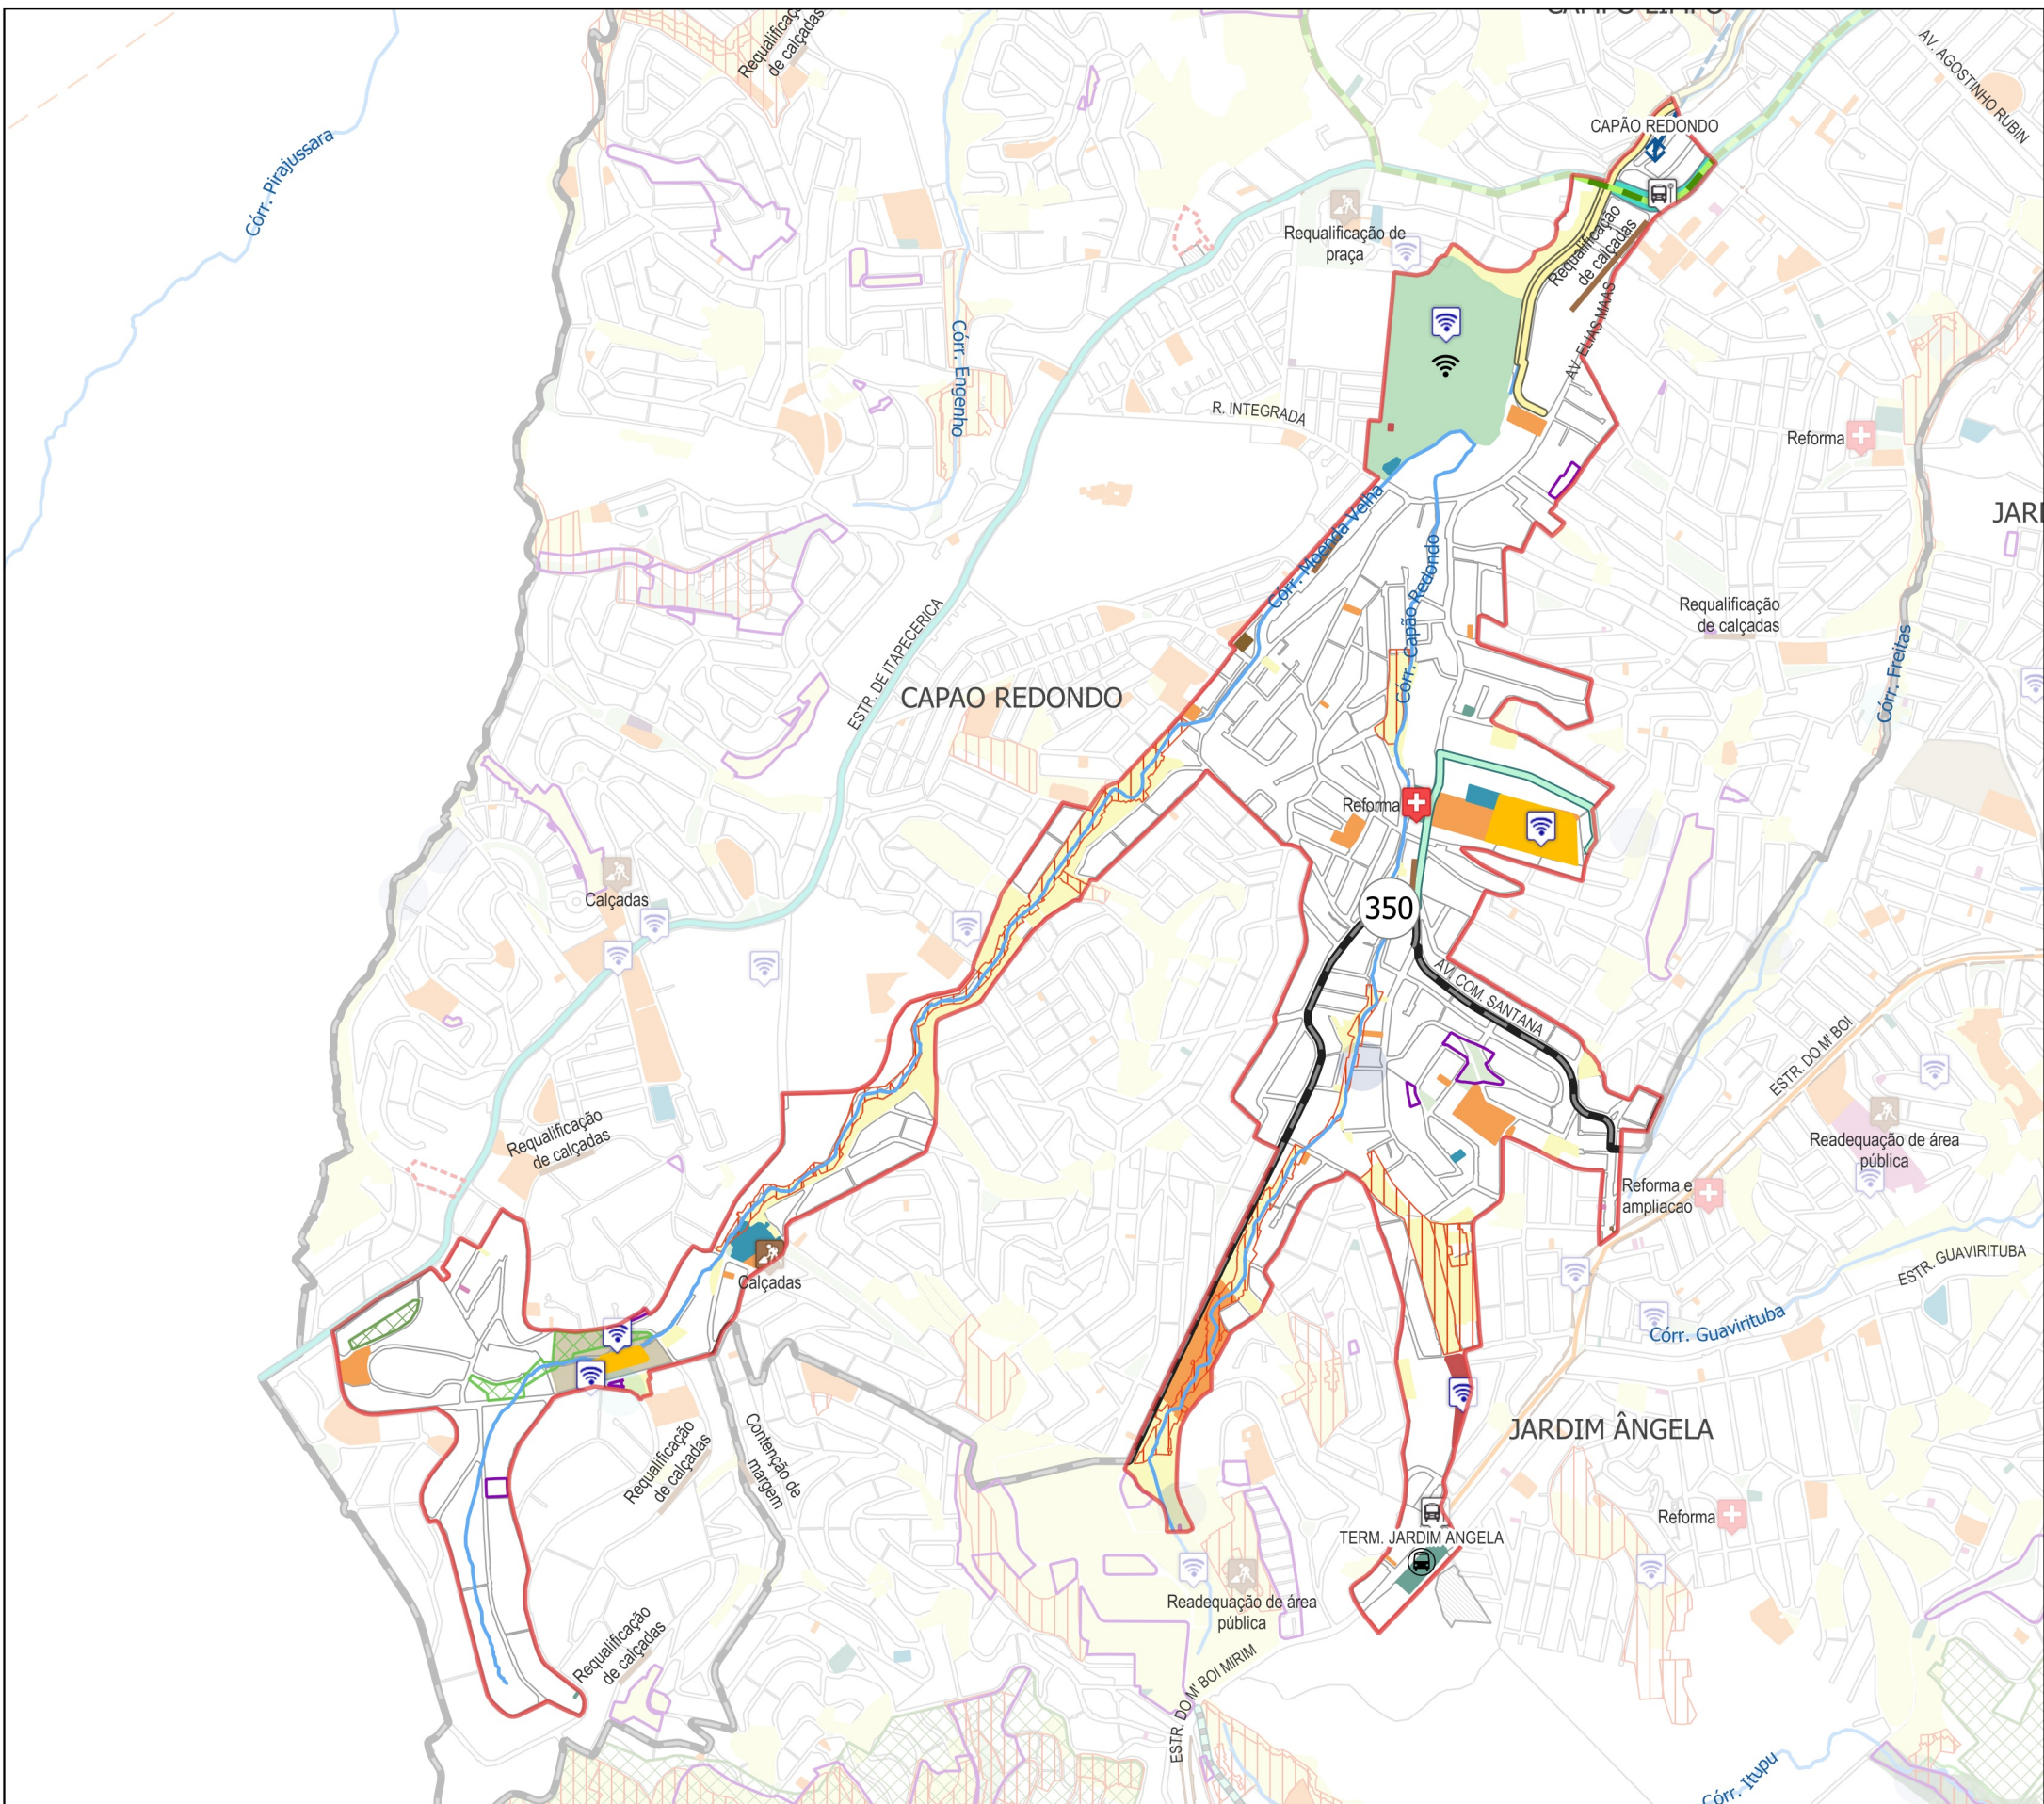 CAMPO LIMPO
Requalificação
de calçadas
AV. AGOSTINHO RUBIN
Córr. Pirajussara
CAPÃO REDONDO
Requalificação de
praça
Requalificação
de calçadas
AV. ELIAS MAAS
Córr. Engenho
R. INTEGRADA
Reforma
JARI
Córr. Moenda Velha
Córr. Capão Redondo
ESTR. DE ITAPECERICA
Requalificação
de calçadas
Córr. Freitas
CAPAO REDONDO
Reforma
Calçadas
350
AV. COM. SANTANA
ESTR. DO M' BOI
Requalificação
de calçadas
Readequação de área
pública
Reforma e
ampliacao
ESTR. GUAVIRITUBA
Calçadas
Córr. Guavirituba
Requalificação
de calçadas
Contenção de
margem
JARDIM ÂNGELA
Reforma
TERM. JARDIM ANGELA
Readequação de área
pública
Requalificação
de calçadas
ESTR. DO M' BOI MIRIM
Córr. Itupu